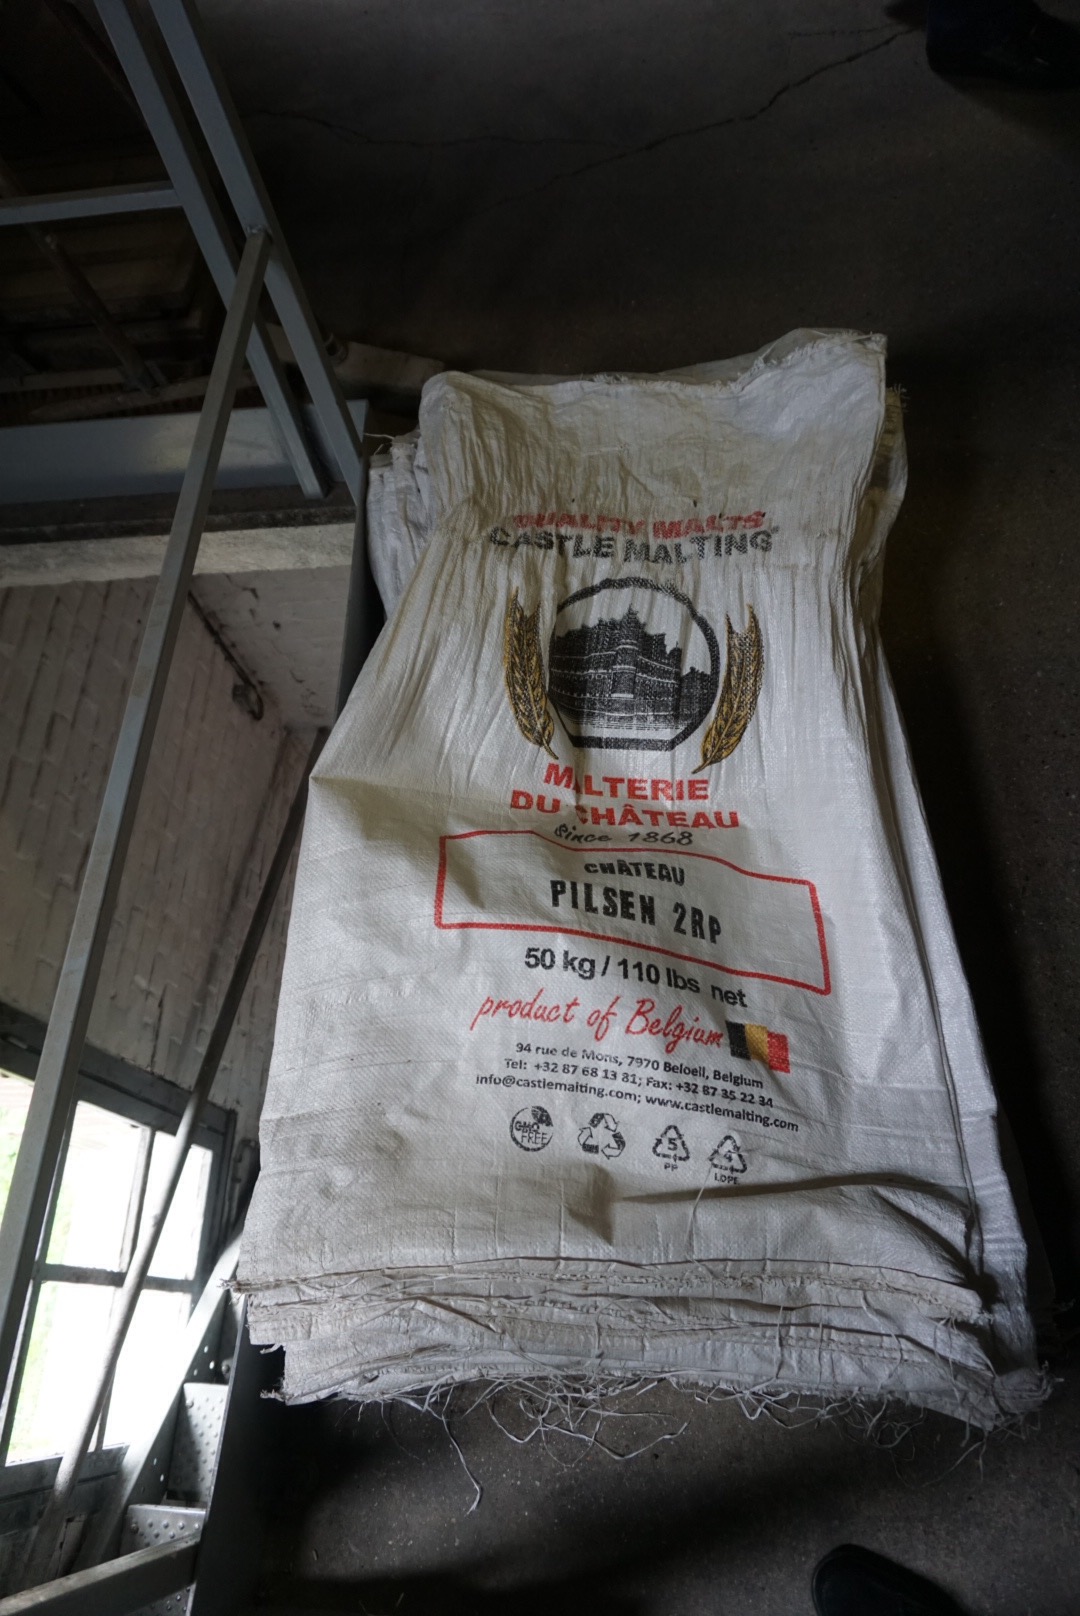 QUALITY MALTS
CASTLE MALTING
MALTERIE
DU CHÂTEAU
Since 1868
CHÂTEAU
PILSEN 2RP
50 kg / 110 lbs net
product of Belgium
94 rue de Mons, 7970 Beloeil, Belgium
Tel: +32 87 68 13 81; Fax: +32 87 35 22 34
info@castlemalting.com; www.castlemalting.com
GMO
FREE
5
PP
4
LDPE